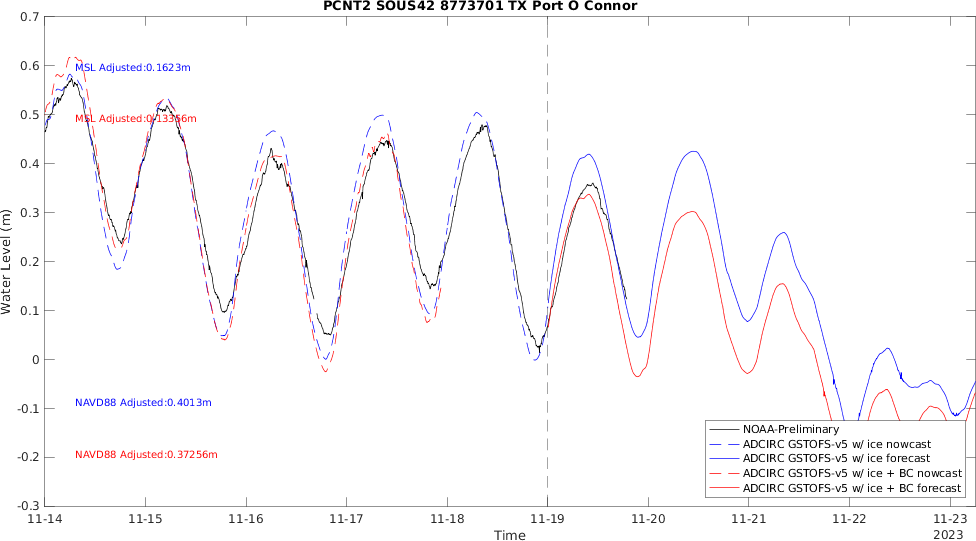 PCNT2 SOUS42 8773701 TX Port O Connor
0.7
0.6
0.5
0.4
0.3
0.2
0.1
0
-0.1
-0.2
-0.3
Water Level (m)
MSL Adjusted:0.1623m
MSL Adjusted:0.13356m
NAVD88 Adjusted:0.4013m
NAVD88 Adjusted:0.37256m
NOAA-Preliminary
ADCIRC GSTOFS-v5 w/ ice nowcast
ADCIRC GSTOFS-v5 w/ ice forecast
ADCIRC GSTOFS-v5 w/ ice + BC nowcast
ADCIRC GSTOFS-v5 w/ ice + BC forecast
11-14 11-15 11-16 11-17 11-18 11-19 11-20 11-21 11-22 11-23
2023
Time